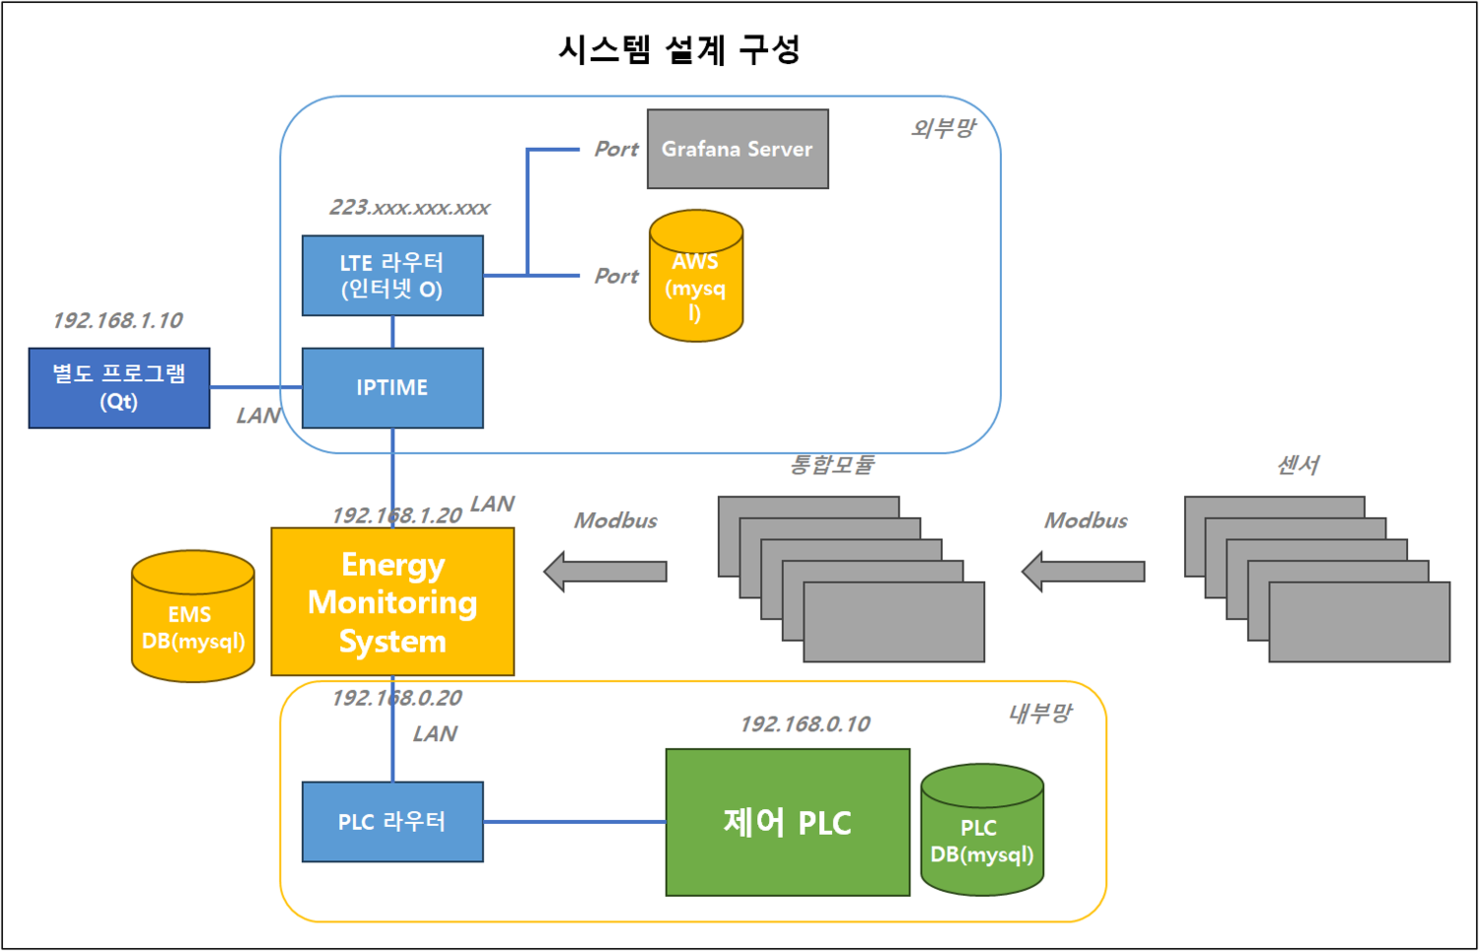 시스템 설계 구성
외부망
Port
Grafana Server
223.xxx.xxx.xxx
LTE 라우터
(인터넷 O)
Port
AWS
(mysq
l)
192.168.1.10
별도 프로그램
(Qt)
LAN
IPTIME
통합모듈
센서
LAN
192.168.1.20
Modbus
Modbus
Energy
Monitoring
System
EMS
DB(mysql)
192.168.0.20
LAN
내부망
192.168.0.10
PLC 라우터
제어 PLC
PLC
DB(mysql)